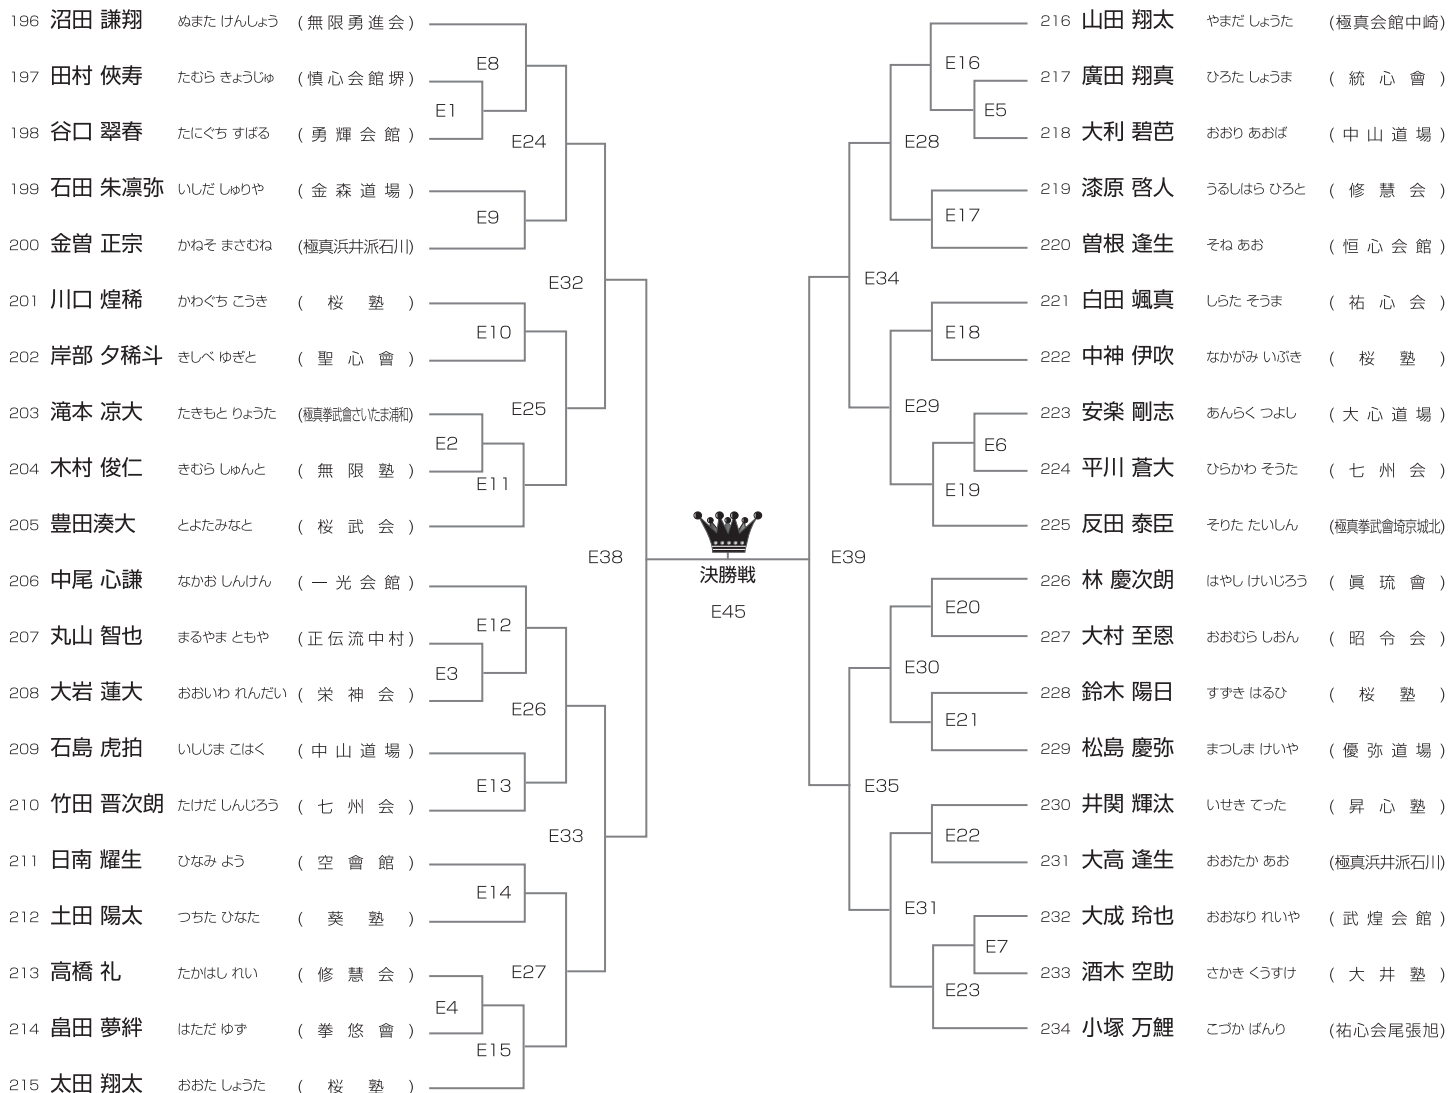 196 沼田 謙翔 ぬまた けんしょう (無限勇進会)
197 田村 俠寿 たむら きょうじゅ (慎心会館堺)
198 谷口 翠春 たにぐち すばる (勇輝会館)
199 石田 朱凛弥 いしだ しゅりや (金森道場)
200 金曽 正宗 かねそ まさむね (極真浜井派石川)
201 川口 煌稀 かわぐち こうき (桜塾)
202 岸部 夕稀斗 きしべ ゆぎと (聖心會)
203 滝本 凉大 たきもと りょうた (極真拳武會さいたま浦和)
204 木村 俊仁 きむら しゅんと (無限塾)
205 豊田湊大 とよたみなと (桜武会)
206 中尾 心謙 なかお しんけん (一光会館)
207 丸山 智也 まるやま ともや (正伝流中村)
208 大岩 蓮大 おおいわ れんだい (栄神会)
209 石島 虎拍 いしじま こはく (中山道場)
210 竹田 晋次朗 たけだ しんじろう (七州会)
211 日南 耀生 ひなみ よう (空會館)
212 土田 陽太 つちた ひなた (葵塾)
213 高橋 礼 たかはし れい (修慧会)
214 畠田 夢絆 はただ ゆず (拳悠會)
215 太田 翔太 おおた しょうた (桜塾)
E8
E1
E24
E9
E32
E10
E25
E2
E11
E38
E12
E3
E26
E13
E33
E14
E27
E4
E15
決勝戦
E45
E16
E5
E28
E17
E34
E18
E29
E6
E19
E39
E20
E30
E21
E35
E22
E31
E7
E23
216 山田 翔太 やまだ しょうた (極真会館中崎)
217 廣田 翔真 ひろた しょうま (統心會)
218 大利 碧芭 おおり あおば (中山道場)
219 漆原 啓人 うるしはら ひろと (修慧会)
220 曽根 逢生 そね あお (恒心会館)
221 白田 颯真 しらた そうま (祐心会)
222 中神 伊吹 なかがみ いぶき (桜塾)
223 安楽 剛志 あんらく つよし (大心道場)
224 平川 蒼大 ひらかわ そうた (七州会)
225 反田 泰臣 そりた たいしん (極真拳武會埼京城北)
226 林 慶次朗 はやし けいじろう (眞琉會)
227 大村 至恩 おおむら しおん (昭令会)
228 鈴木 陽日 すずき はるひ (桜塾)
229 松島 慶弥 まつしま けいや (優弥道場)
230 井関 輝汰 いせき てった (昇心塾)
231 大高 逢生 おおたか あお (極真浜井派石川)
232 大成 玲也 おおなり れいや (武煌会館)
233 酒木 空助 さかき くうすけ (大井塾)
234 小塚 万鯉 こづか ばんり (祐心会尾張旭)